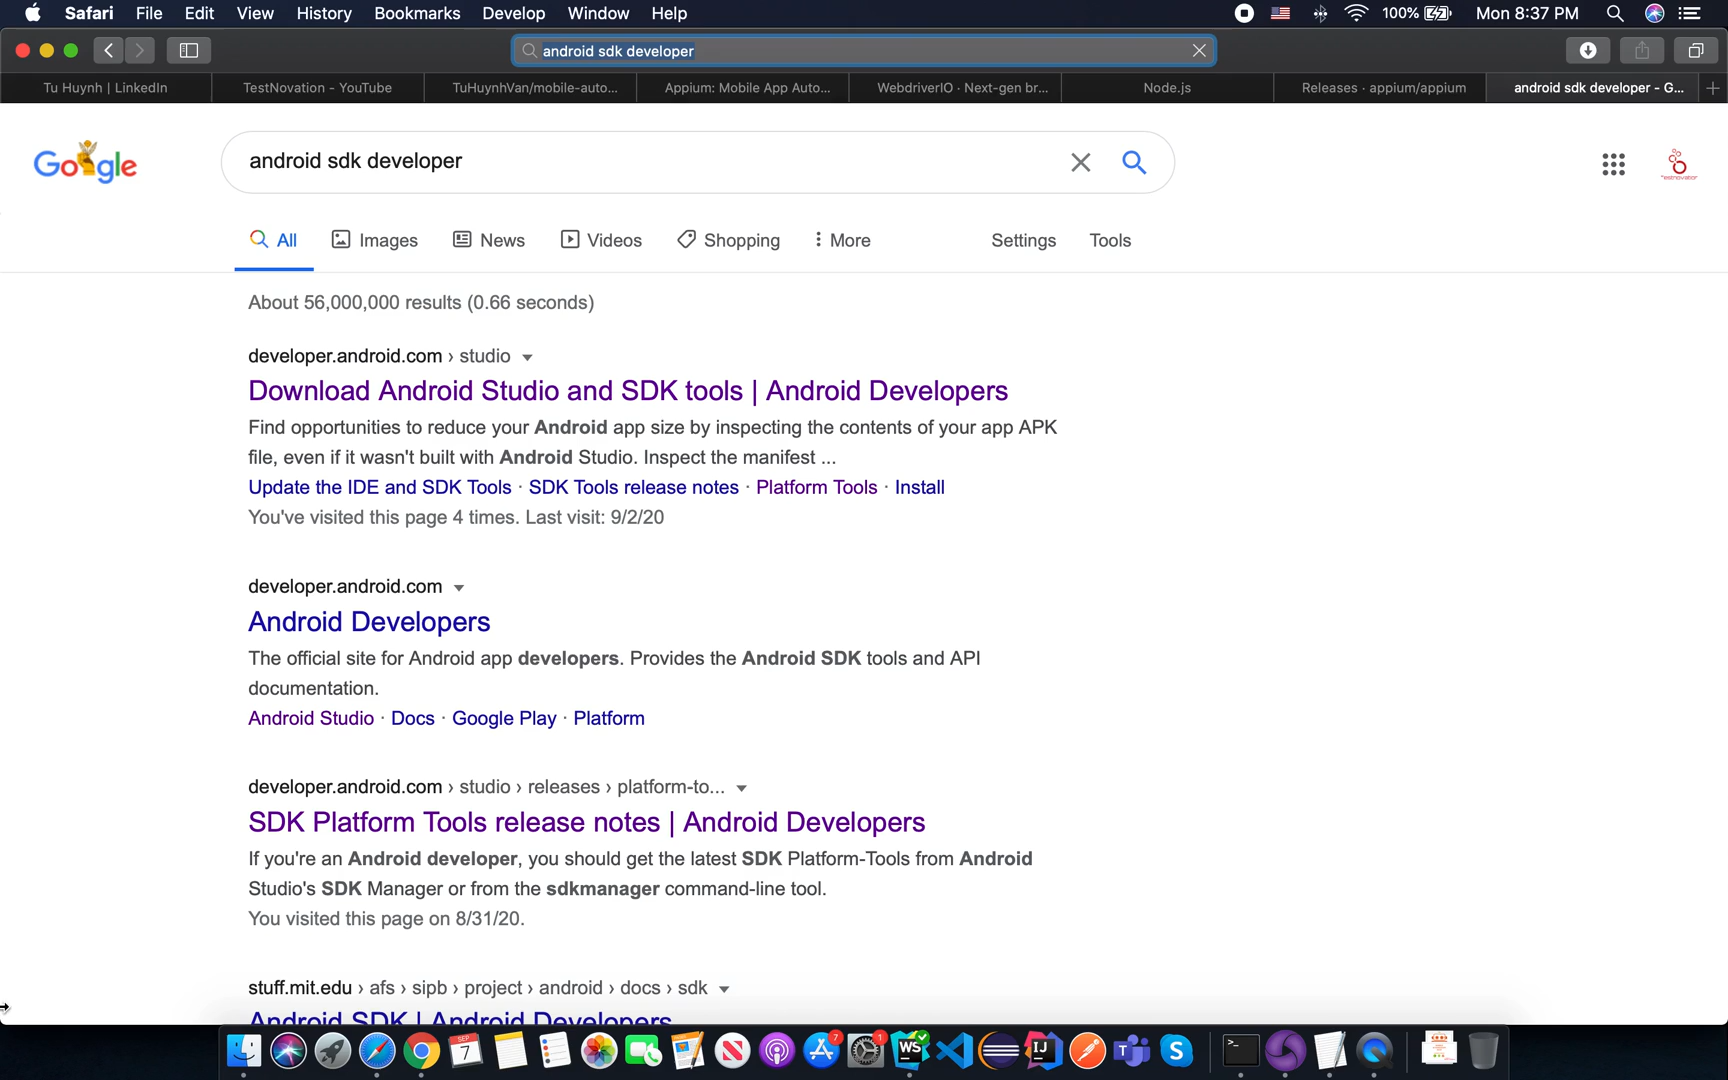 Safari File Edit View History Bookmarks Develop Window Help 100% Mon 8:37 PM
android sdk developer
Tu Huynh | LinkedIn
TestNovation - YouTube
TuHuynhVan/mobile-auto...
Appium: Mobile App Auto...
WebdriverIO · Next-gen br...
Node.js
Releases · appium/appium
android sdk developer - G...
Google
android sdk developer
All Images News Videos Shopping More Settings Tools
About 56,000,000 results (0.66 seconds)
developer.android.com › studio
Download Android Studio and SDK tools | Android Developers
Find opportunities to reduce your Android app size by inspecting the contents of your app APK
file, even if it wasn't built with Android Studio. Inspect the manifest ...
Update the IDE and SDK Tools · SDK Tools release notes · Platform Tools · Install
You've visited this page 4 times. Last visit: 9/2/20
developer.android.com
Android Developers
The official site for Android app developers. Provides the Android SDK tools and API
documentation.
Android Studio · Docs · Google Play · Platform
developer.android.com › studio › releases › platform-to...
SDK Platform Tools release notes | Android Developers
If you're an Android developer, you should get the latest SDK Platform-Tools from Android
Studio's SDK Manager or from the sdkmanager command-line tool.
You visited this page on 8/31/20.
stuff.mit.edu › afs › sipb › project › android › docs › sdk
Android SDK | Android Developers
SEP
7
7
1
WS
IJ
S